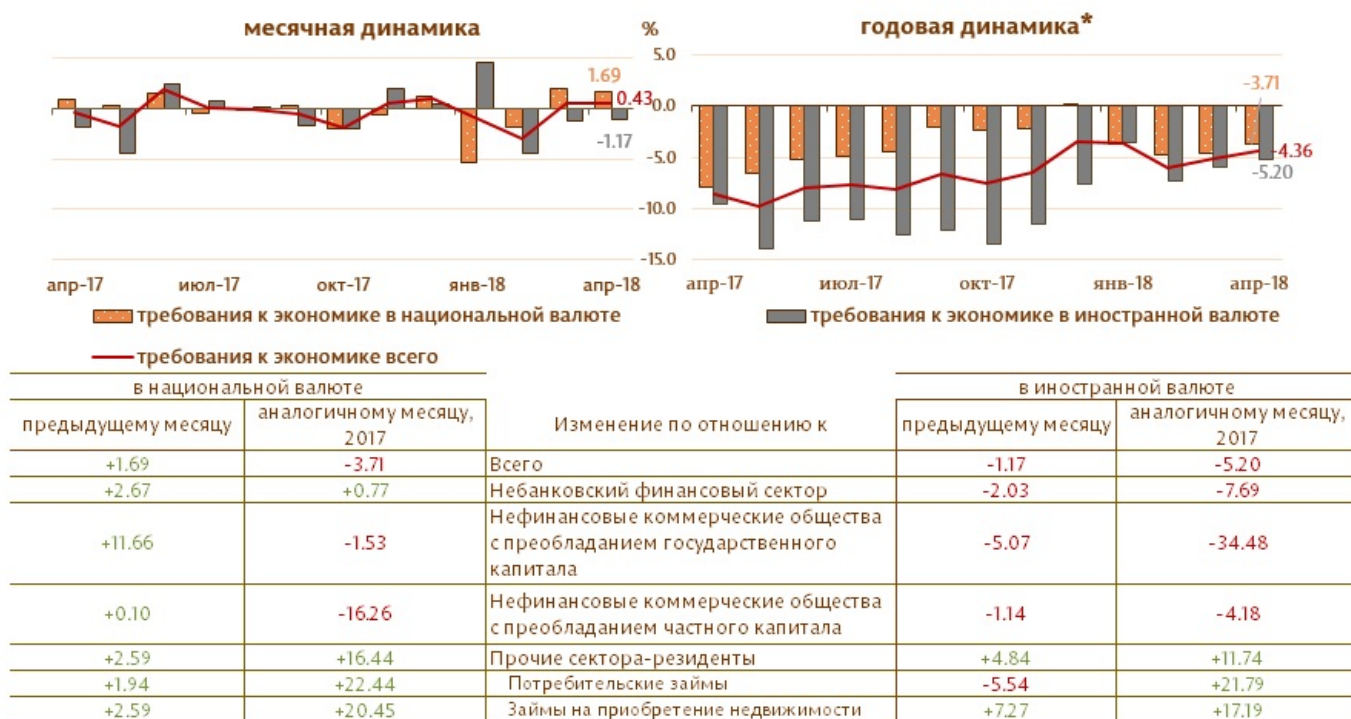 месячная динамика
%
годовая динамика*
5.0
0.0
-5.0
-10.0
-15.0
1.69
0.43
-1.17
-3.71
-4.36
-5.20
апр-17 июл-17 окт-17 янв-18 апр-18
апр-17 июл-17 окт-17 янв-18 апр-18
требования к экономике в национальной валюте
требования к экономике в иностранной валюте
требования к экономике всего
в национальной валюте
в иностранной валюте
предыдущему месяцу
аналогичному месяцу,
2017
Изменение по отношению к
предыдущему месяцу
аналогичному месяцу,
2017
+1.69 -3.71 Всего -1.17 -5.20
+2.67 +0.77 Небанковский финансовый сектор -2.03 -7.69
Нефинансовые коммерческие общества
+11.66 -1.53 с преобладанием государственного -5.07 -34.48
капитала
Нефинансовые коммерческие общества
+0.10 -16.26 с преобладанием частного капитала -1.14 -4.18
+2.59 +16.44 Прочие сектора-резиденты +4.84 +11.74
+1.94 +22.44 Потребительские займы -5.54 +21.79
+2.59 +20.45 Займы на приобретение недвижимости +7.27 +17.19